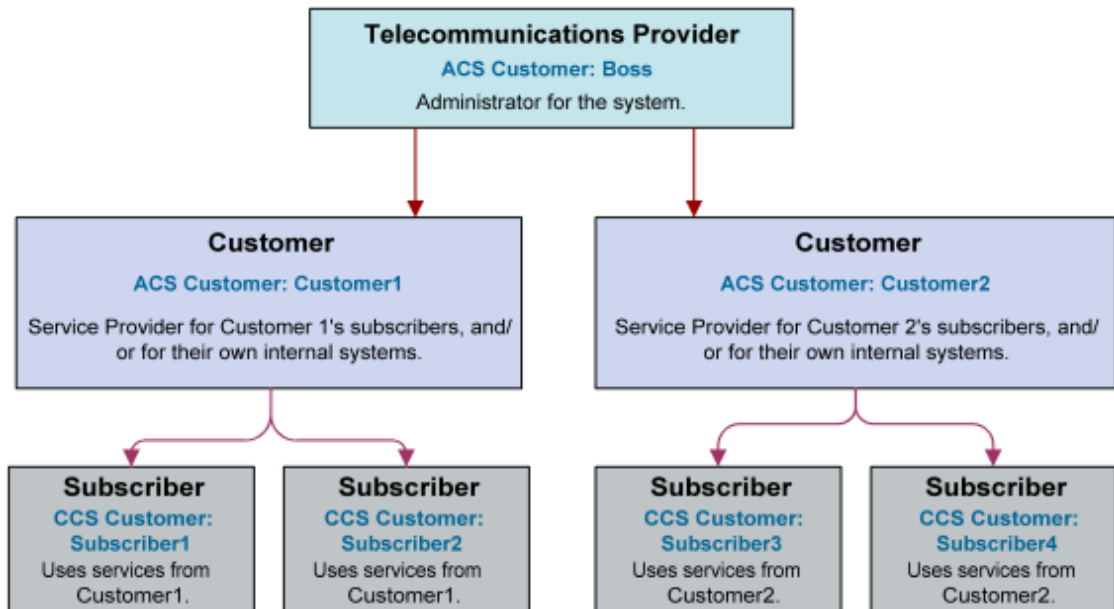 Telecommunications Provider
ACS Customer: Boss
Administrator for the system.
Customer
ACS Customer: Customer1
Service Provider for Customer 1's subscribers, and/
or for their own internal systems.
Customer
ACS Customer: Customer2
Service Provider for Customer 2's subscribers, and/
or for their own internal systems.
Subscriber
CCS Customer:
Subscriber1
Uses services from
Customer1.
Subscriber
CCS Customer:
Subscriber2
Uses services from
Customer1.
Subscriber
CCS Customer:
Subscriber3
Uses services from
Customer2.
Subscriber
CCS Customer:
Subscriber4
Uses services from
Customer2.